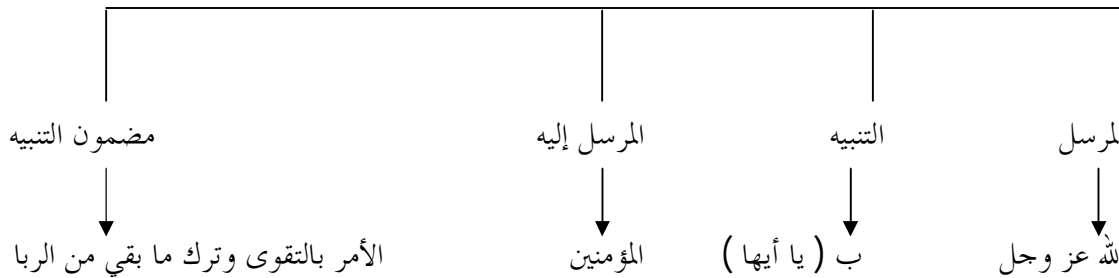 لمرسل التنبيه المرسل إليه مضمون التنبيه
لله عز وجل ب ( يا أيها ) المؤمنين الأمر بالتقوى وترك ما بقي من الربا